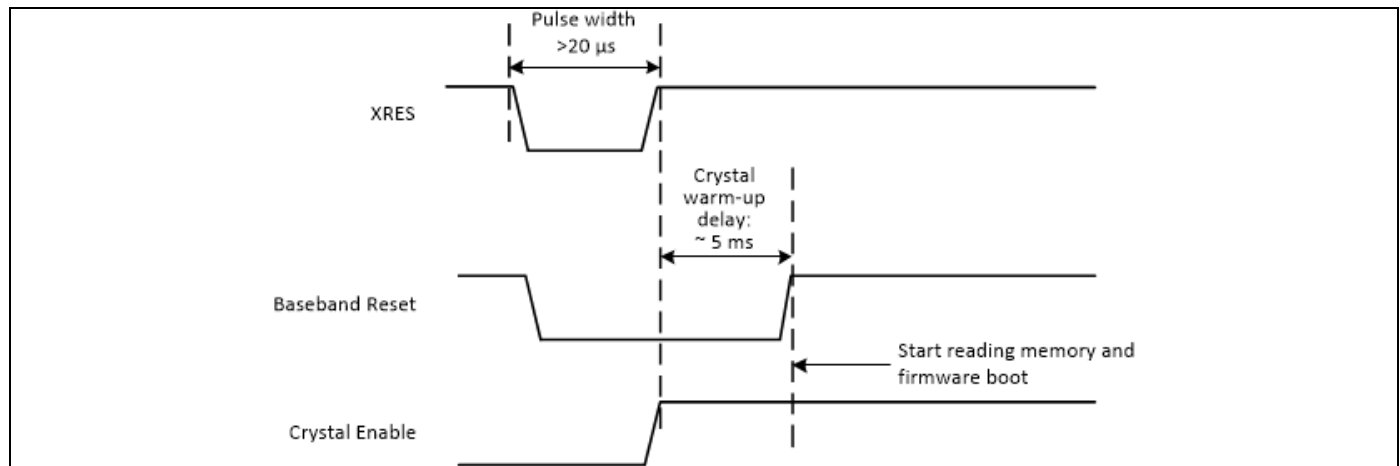 Pulse width
>20 µs
XRES
Crystal
warm-up
delay:
~ 5 ms
Baseband Reset
Start reading memory and
firmware boot
Crystal Enable